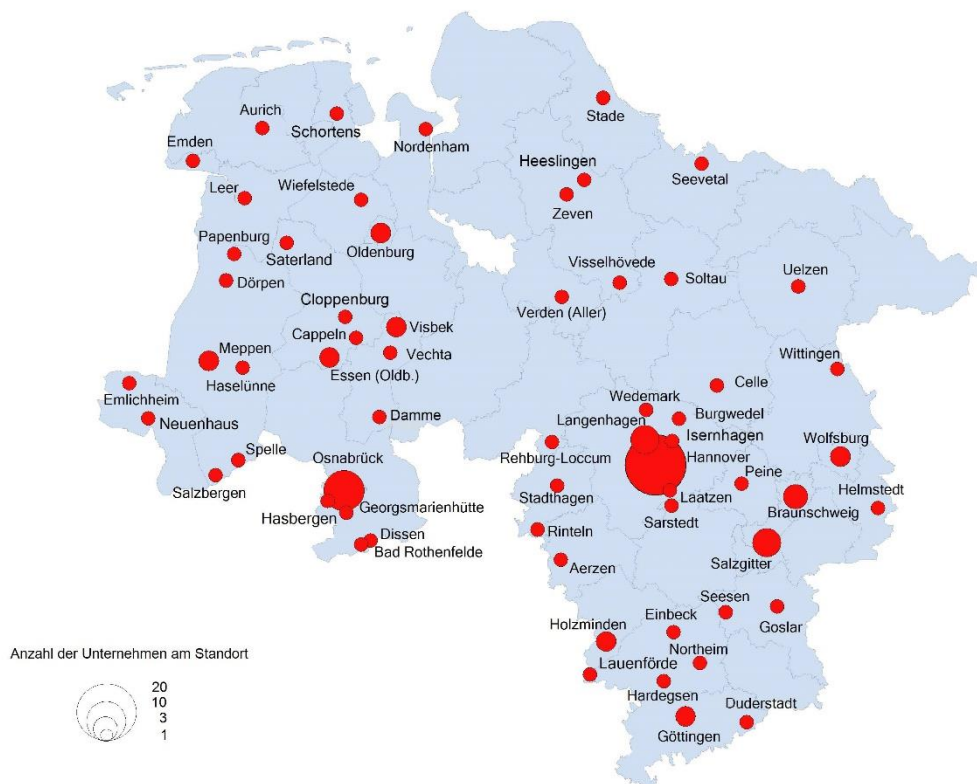 Stade
Aurich
Schortens
Nordenham
Emden
Heeslingen
Seevetal
Leer
Wiefelstede
Zeven
Papenburg
Saterland
Oldenburg
Visselhövede
Soltau
Uelzen
Dörpen
Cloppenburg
Verden (Aller)
Cappeln
Visbek
Meppen
Vechta
Wittingen
Haselünne
Essen (Oldb.)
Celle
Emlichheim
Wedemark
Neuenhaus
Damme
Langenhagen
Burgwedel
Isernhagen
Wolfsburg
Spelle
Osnabrück
Rehburg-Loccum
Hannover
Peine
Salzbergen
Stadthagen
Laatzen
Helmstedt
Hasbergen
Georgsmarienhütte
Sarstedt
Braunschweig
Dissen
Rinteln
Bad Rothenfelde
Aerzen
Salzgitter
Seesen
Holzminden
Einbeck
Goslar
Northeim
Lauenförde
Hardegsen
Duderstadt
Göttingen
Anzahl der Unternehmen am Standort
20
10
3
1